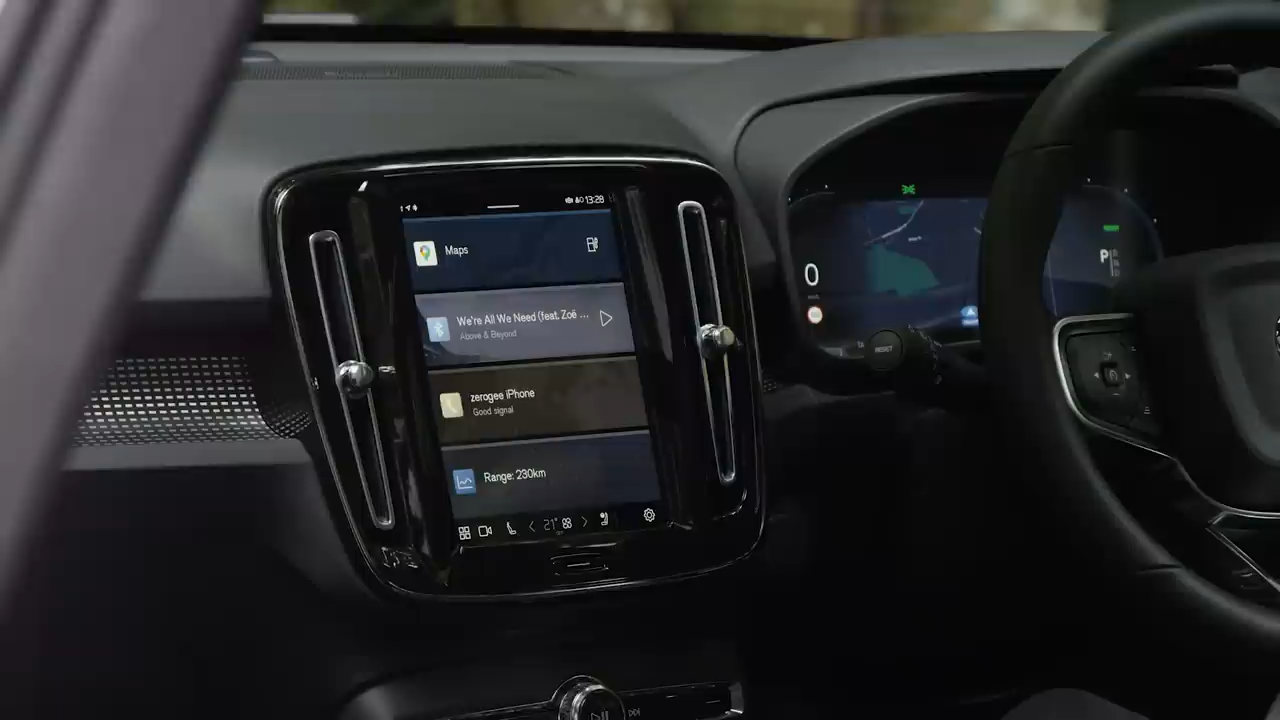 13:28
Maps
We're All We Need (feat. Zoë ...
Above & Beyond
zerogee iPhone
Good signal
Range: 230km
21°
0
P
RESET